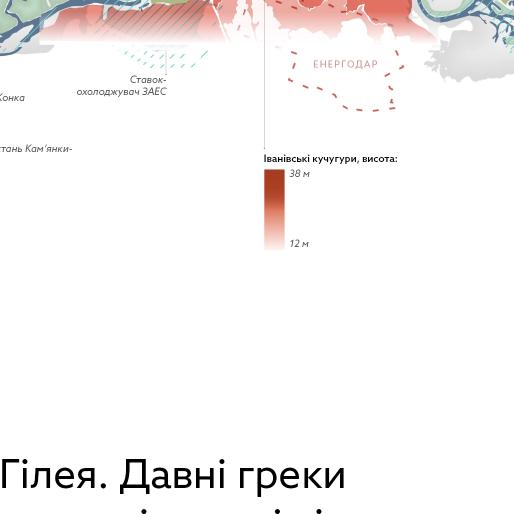 ЕНЕРГОДАР
Ставок-
охолоджувач ЗАЕС
Конка
тань Кам'янки-
Іванівські кучугури, висота:
38 м
12 м
Гілея. Давні греки